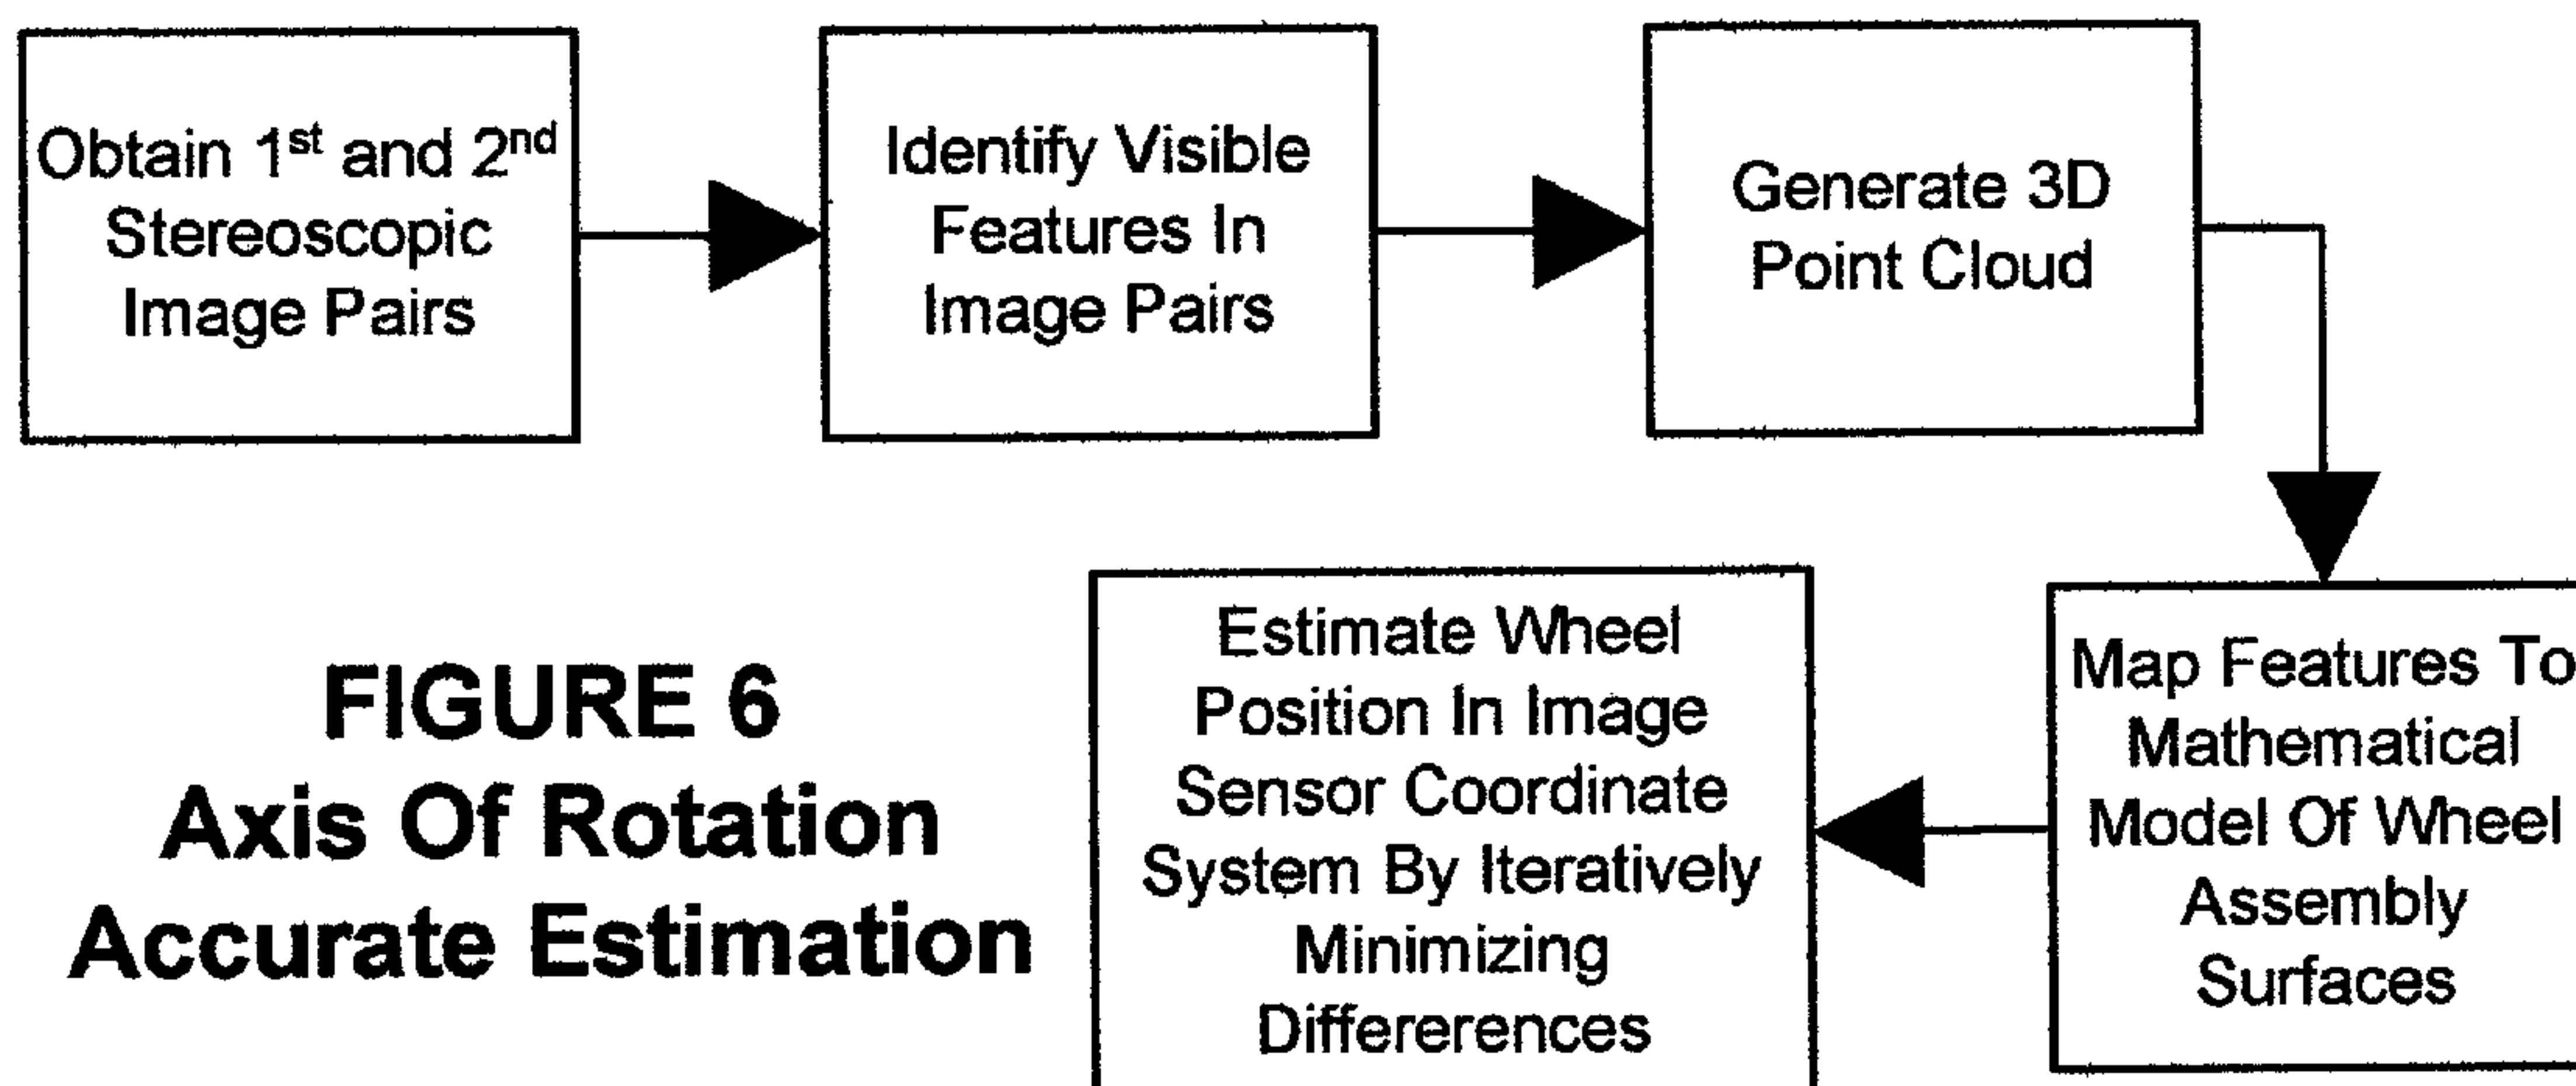 Obtain 1st and 2nd
Stereoscopic
Image Pairs
Identify Visible
Features In
Image Pairs
Generate 3D
Point Cloud
Map Features To
Mathematical
Model Of Wheel
Assembly
Surfaces
Estimate Wheel
Position In Image
Sensor Coordinate
System By Iteratively
Minimizing
Differerences
FIGURE 6
Axis Of Rotation
Accurate Estimation